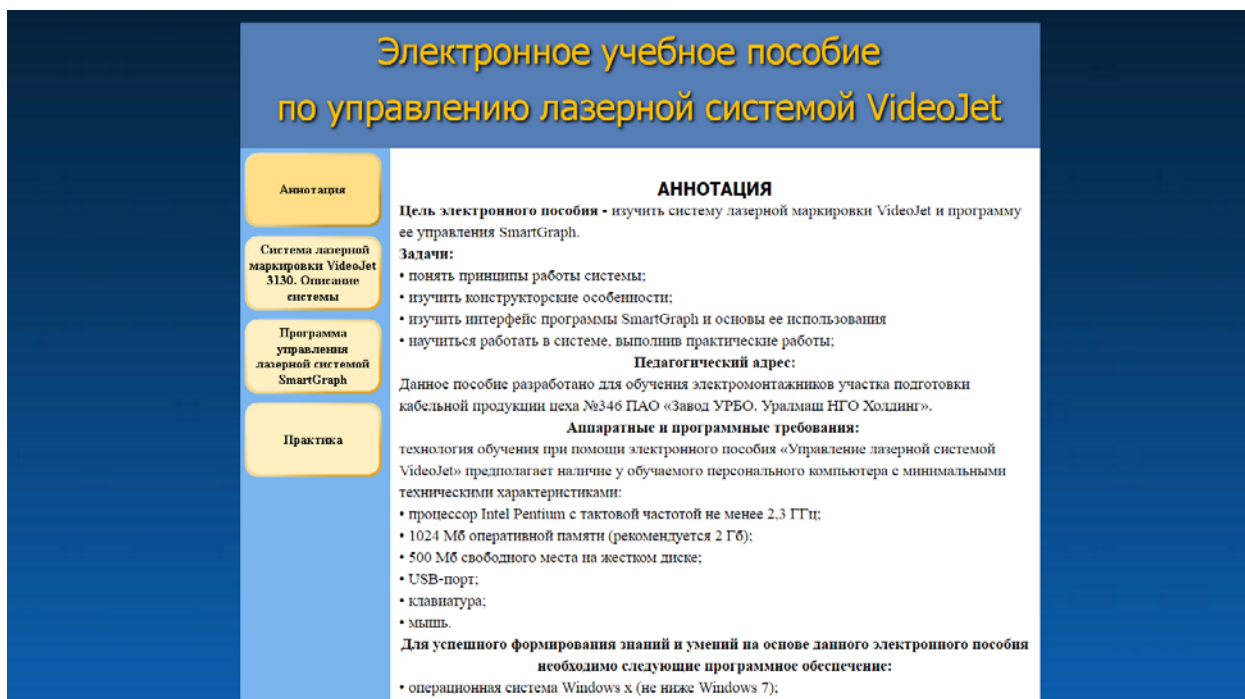 Электронное учебное пособие
по управлению лазерной системой VideoJet
Аннотация
Система лазерной
маркировки VideoJet
3130. Описание
системы
Программа
управления
лазерной системой
SmartGraph
Практика
АННОТАЦИЯ
Цель электронного пособия - изучить систему лазерной маркировки VideoJet и программу
ее управления SmartGraph.
Задачи:
• понять принципы работы системы;
• изучить конструкторские особенности;
• изучить интерфейс программы SmartGraph и основы ее использования
• научиться работать в системе, выполнив практические работы;
Педагогический адрес:
Данное пособие разработано для обучения электромонтажников участка подготовки
кабельной продукции цеха №346 ПАО «Завод УРБО. Уралмаш НГО Холдинг».
Аппаратные и программные требования:
технология обучения при помощи электронного пособия «Управление лазерной системой
VideoJet» предполагает наличие у обучаемого персонального компьютера с минимальными
техническими характеристиками:
• процессор Intel Pentium с тактовой частотой не менее 2,3 ГГц;
• 1024 Мб оперативной памяти (рекомендуется 2 Гб);
• 500 Мб свободного места на жестком диске;
• USB-порт;
• клавиатура;
• мышь.
Для успешного формирования знаний и умений на основе данного электронного пособия
необходимо следующие программное обеспечение:
• операционная система Windows x (не ниже Windows 7);